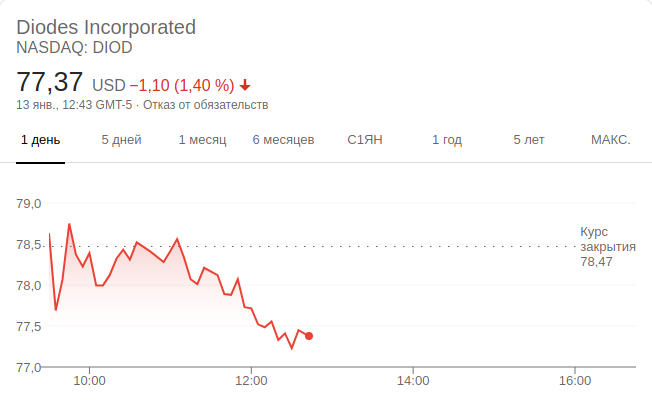 Diodes Incorporated
NASDAQ: DIOD
77,37 USD −1,10 (1,40 %)
13 янв., 12:43 GMT-5 · Отказ от обязательств
1 день 5 дней 1 месяц 6 месяцев С1ЯН 1 год 5 лет МАКС.
79,0
78,5
78,0
77,5
77,0
Курс
закрытия
78,47
10:00 12:00 14:00 16:00